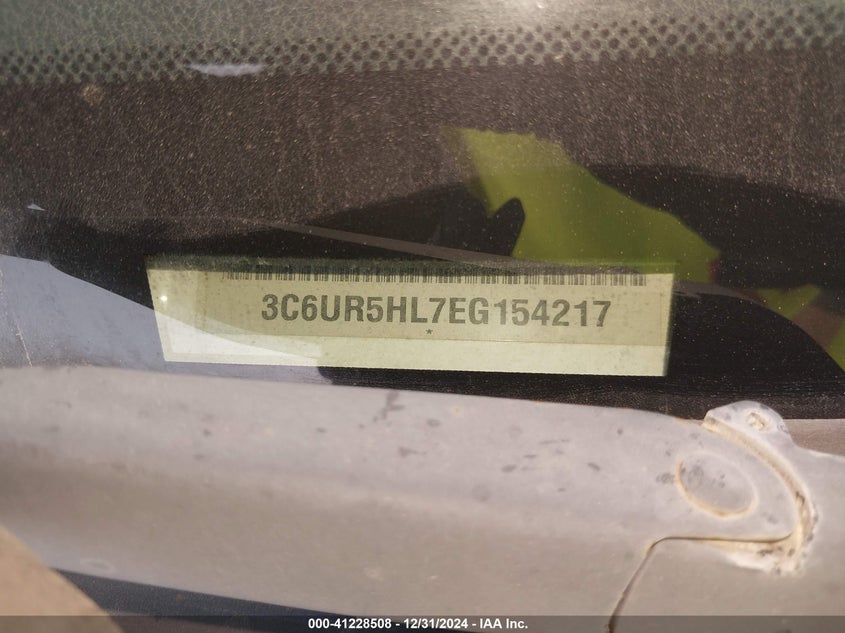 3C6UR5HL7EG154217
*
000-41228508 - 12/31/2024 - IAA Inc.